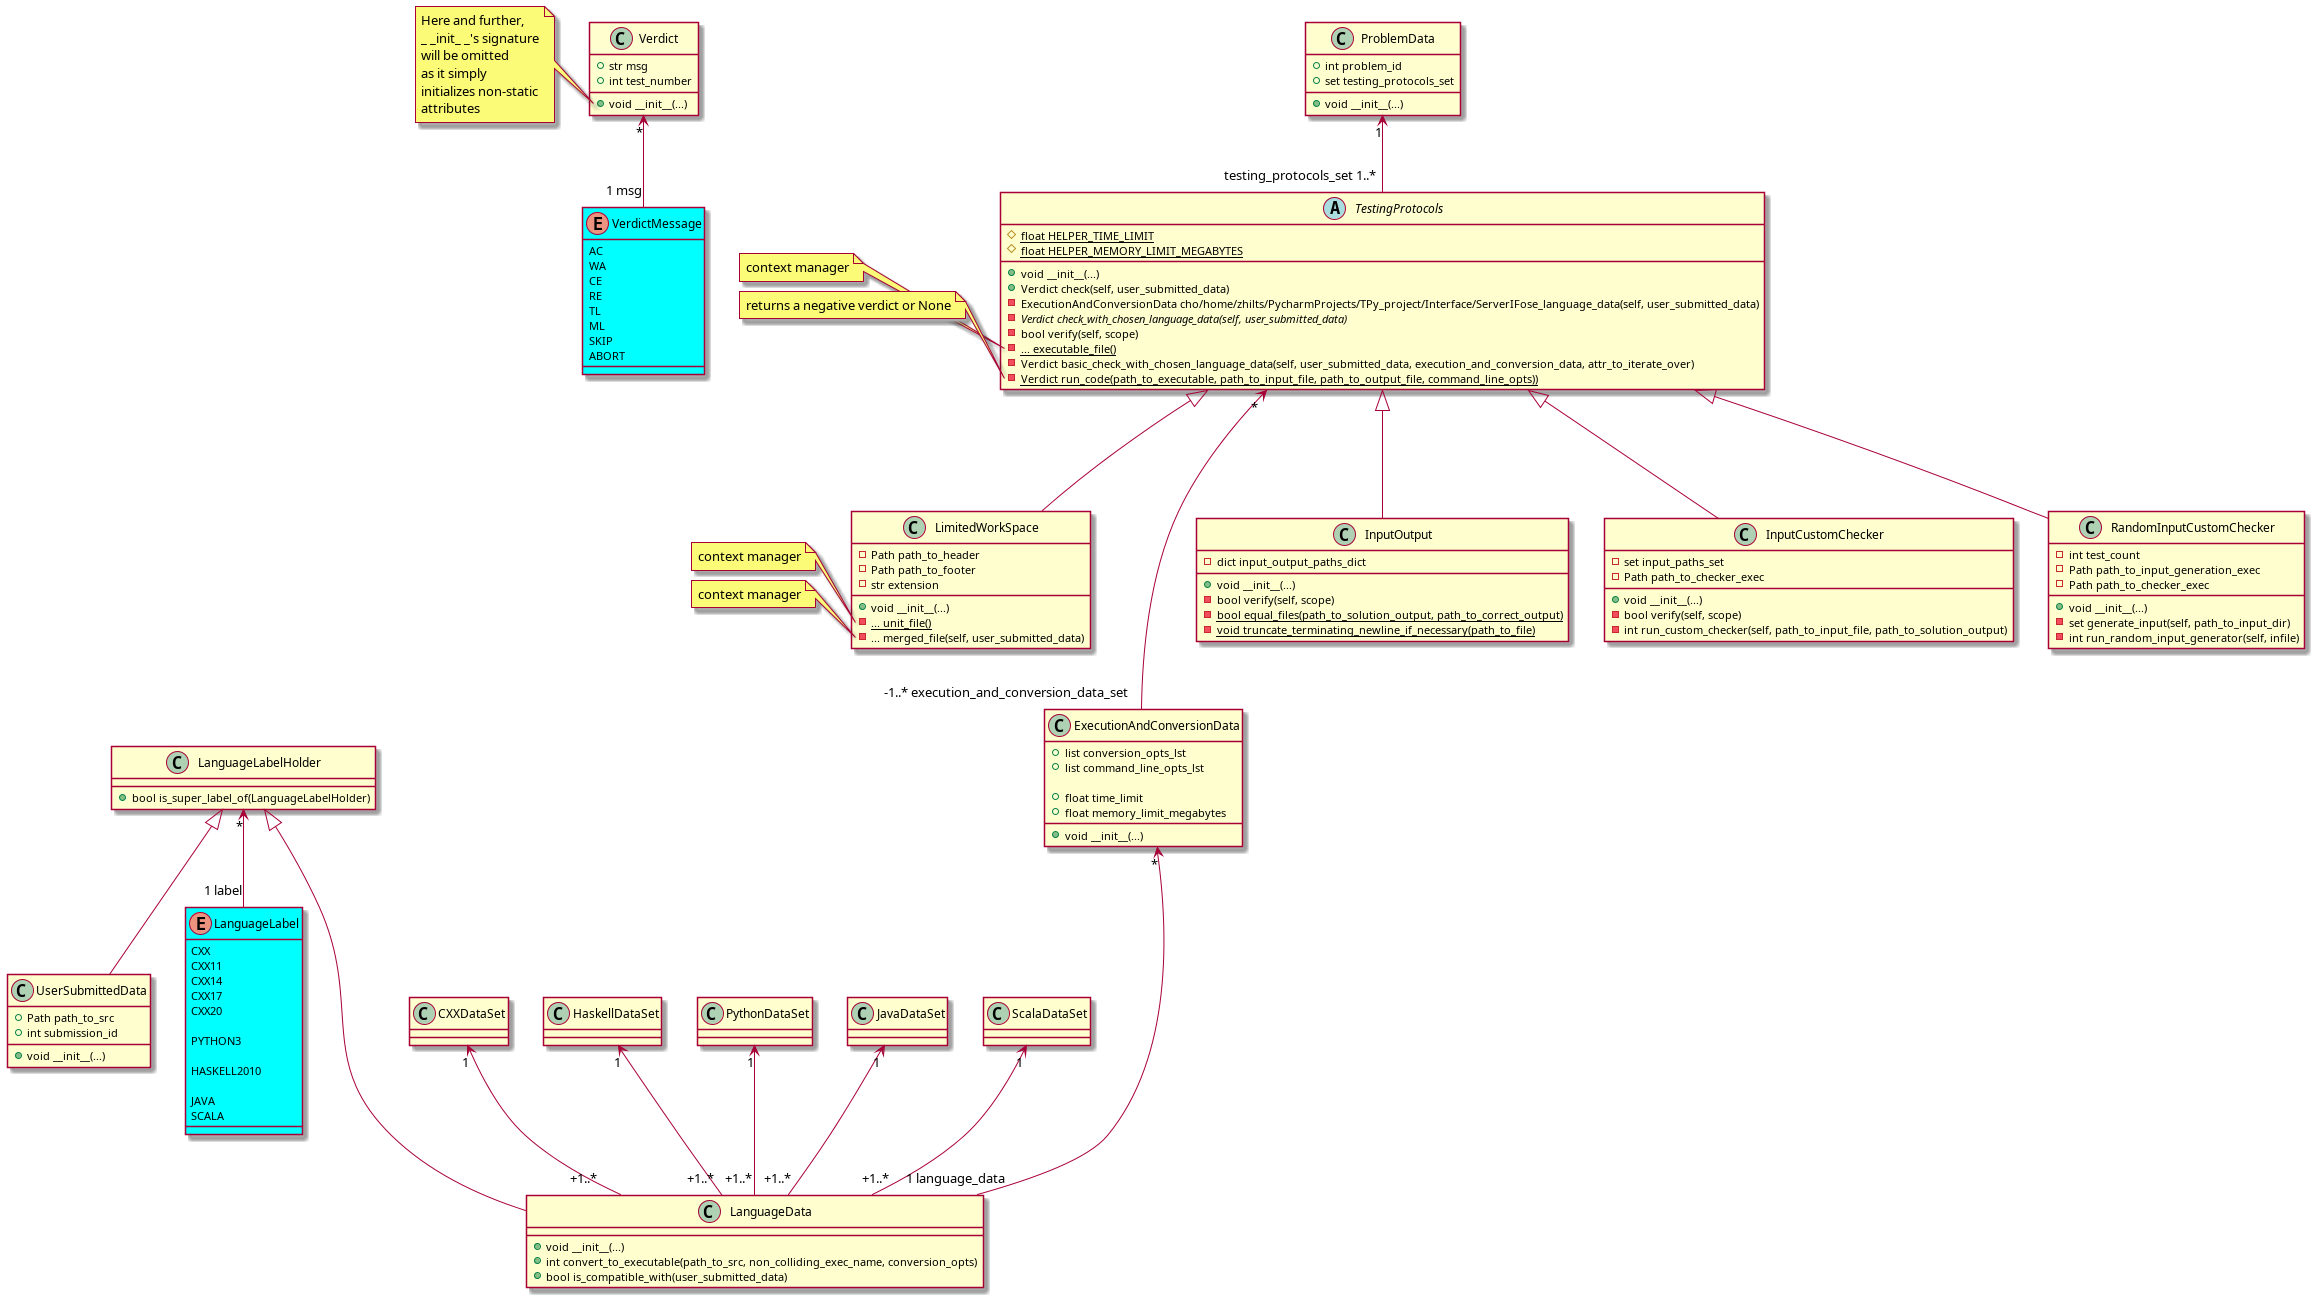 Here and further,
_ _init_ _'s signature
will be omitted
as it simply
initializes non-static
attributes
C Verdict
str msg
int test_number
void __init__(...)
*
1 msg
E VerdictMessage
AC
WA
CE
RE
TL
ML
SKIP
ABORT
C ProblemData
int problem_id
set testing_protocols_set
void __init__(...)
1
testing_protocols_set 1..*
A TestingProtocols
float HELPER_TIME_LIMIT
float HELPER_MEMORY_LIMIT_MEGABYTES
void __init__(...)
Verdict check(self, user_submitted_data)
ExecutionAndConversionData cho/home/zhilts/PycharmProjects/TPy_project/Interface/ServerIFose_language_data(self, user_submitted_data)
Verdict check_with_chosen_language_data(self, user_submitted_data)
bool verify(self, scope)
... executable_file()
Verdict basic_check_with_chosen_language_data(self, user_submitted_data, execution_and_conversion_data, attr_to_iterate_over)
Verdict run_code(path_to_executable, path_to_input_file, path_to_output_file, command_line_opts))
context manager
returns a negative verdict or None
*
C LimitedWorkSpace
Path path_to_header
Path path_to_footer
str extension
void __init__(...)
... unit_file()
... merged_file(self, user_submitted_data)
context manager
context manager
C InputOutput
dict input_output_paths_dict
void __init__(...)
bool verify(self, scope)
bool equal_files(path_to_solution_output, path_to_correct_output)
void truncate_terminating_newline_if_necessary(path_to_file)
C InputCustomChecker
set input_paths_set
Path path_to_checker_exec
void __init__(...)
bool verify(self, scope)
int run_custom_checker(self, path_to_input_file, path_to_solution_output)
C RandomInputCustomChecker
int test_count
Path path_to_input_generation_exec
Path path_to_checker_exec
void __init__(...)
set generate_input(self, path_to_input_dir)
int run_random_input_generator(self, infile)
-1..* execution_and_conversion_data_set
C ExecutionAndConversionData
list conversion_opts_lst
list command_line_opts_lst
float time_limit
float memory_limit_megabytes
void __init__(...)
*
C LanguageLabelHolder
bool is_super_label_of(LanguageLabelHolder)
*
1 label
E LanguageLabel
CXX
CXX11
CXX14
CXX17
CXX20
PYTHON3
HASKELL2010
JAVA
SCALA
C UserSubmittedData
Path path_to_src
int submission_id
void __init__(...)
C CXXDataSet
C HaskellDataSet
C PythonDataSet
C JavaDataSet
C ScalaDataSet
1
1
1
1
1
+1..*
+1..*
+1..*
+1..*
+1..*
1 language_data
C LanguageData
void __init__(...)
int convert_to_executable(path_to_src, non_colliding_exec_name, conversion_opts)
bool is_compatible_with(user_submitted_data)